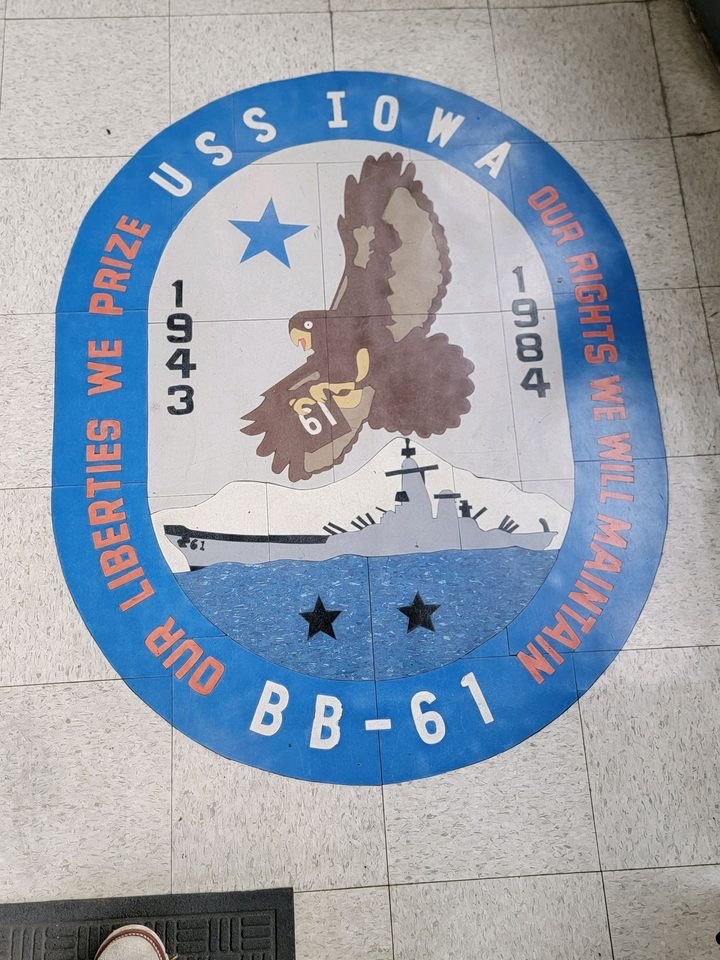 USS IOWA
OUR LIBERTIES WE PRIZE
OUR RIGHTS WE WILL MAINTAIN
1943
1984
61
61
BB-61